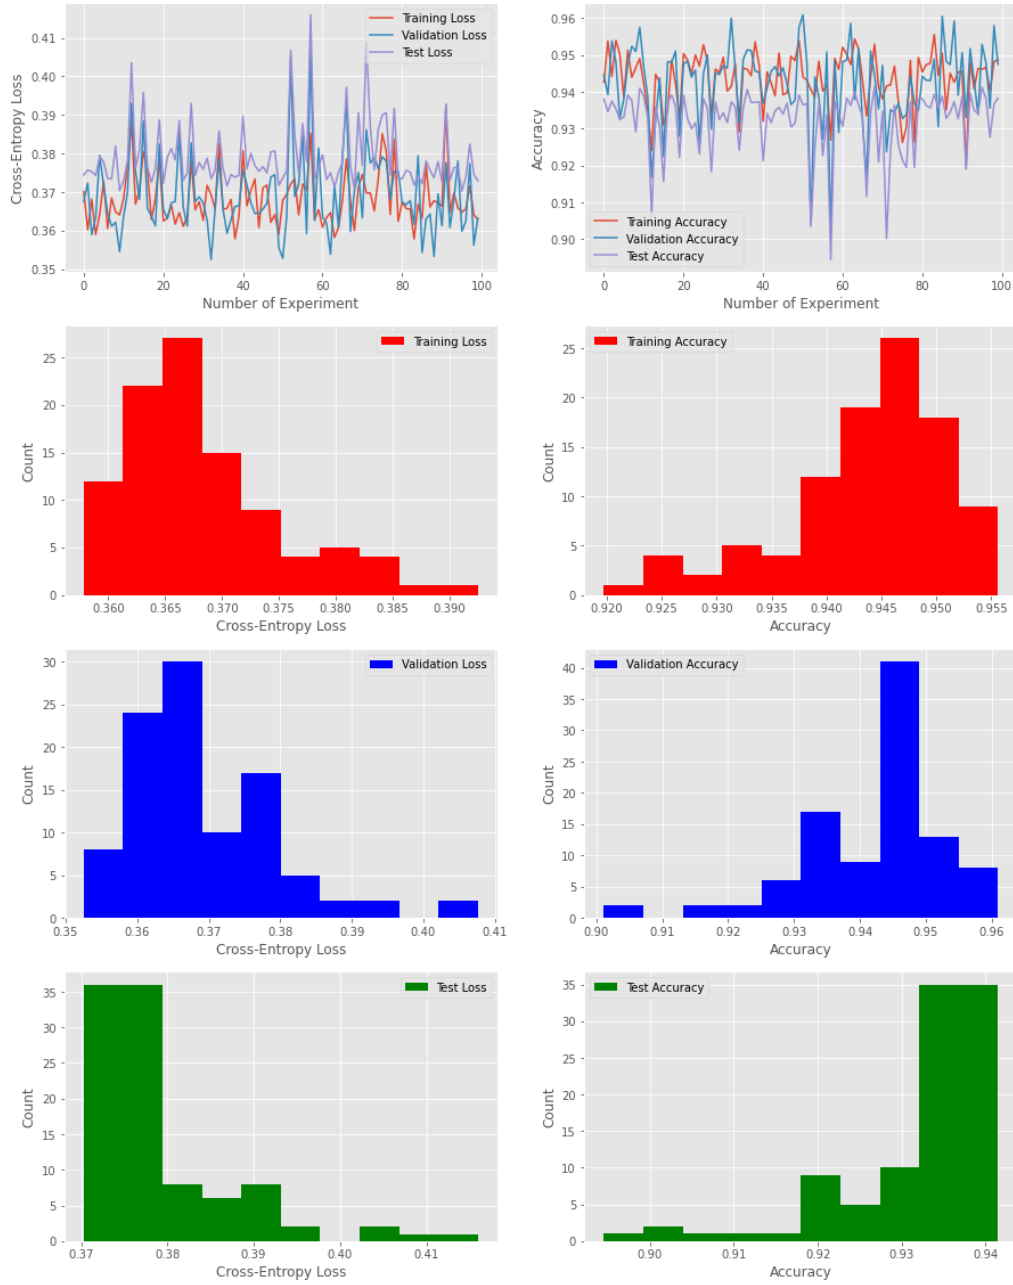 Training Loss
Validation Loss
Test Loss
Cross-Entropy Loss
0.41
0.40
0.39
0.38
0.37
0.36
0.35
0 20 40 60 80 100
Number of Experiment
Accuracy
0.96
0.95
0.94
0.93
0.92
0.91
0.90
Training Accuracy
Validation Accuracy
Test Accuracy
0 20 40 60 80 100
Number of Experiment
Training Loss
Count
25
20
15
10
5
0
0.360 0.365 0.370 0.375 0.380 0.385 0.390
Cross-Entropy Loss
Training Accuracy
Count
25
20
15
10
5
0
0.920 0.925 0.930 0.935 0.940 0.945 0.950 0.955
Accuracy
Validation Loss
Count
30
25
20
15
10
5
0
0.35 0.36 0.37 0.38 0.39 0.40 0.41
Cross-Entropy Loss
Validation Accuracy
Count
40
35
30
25
20
15
10
5
0
0.90 0.91 0.92 0.93 0.94 0.95 0.96
Accuracy
Test Loss
Count
35
30
25
20
15
10
5
0
0.37 0.38 0.39 0.40 0.41
Cross-Entropy Loss
Test Accuracy
Count
35
30
25
20
15
10
5
0
0.90 0.91 0.92 0.93 0.94
Accuracy